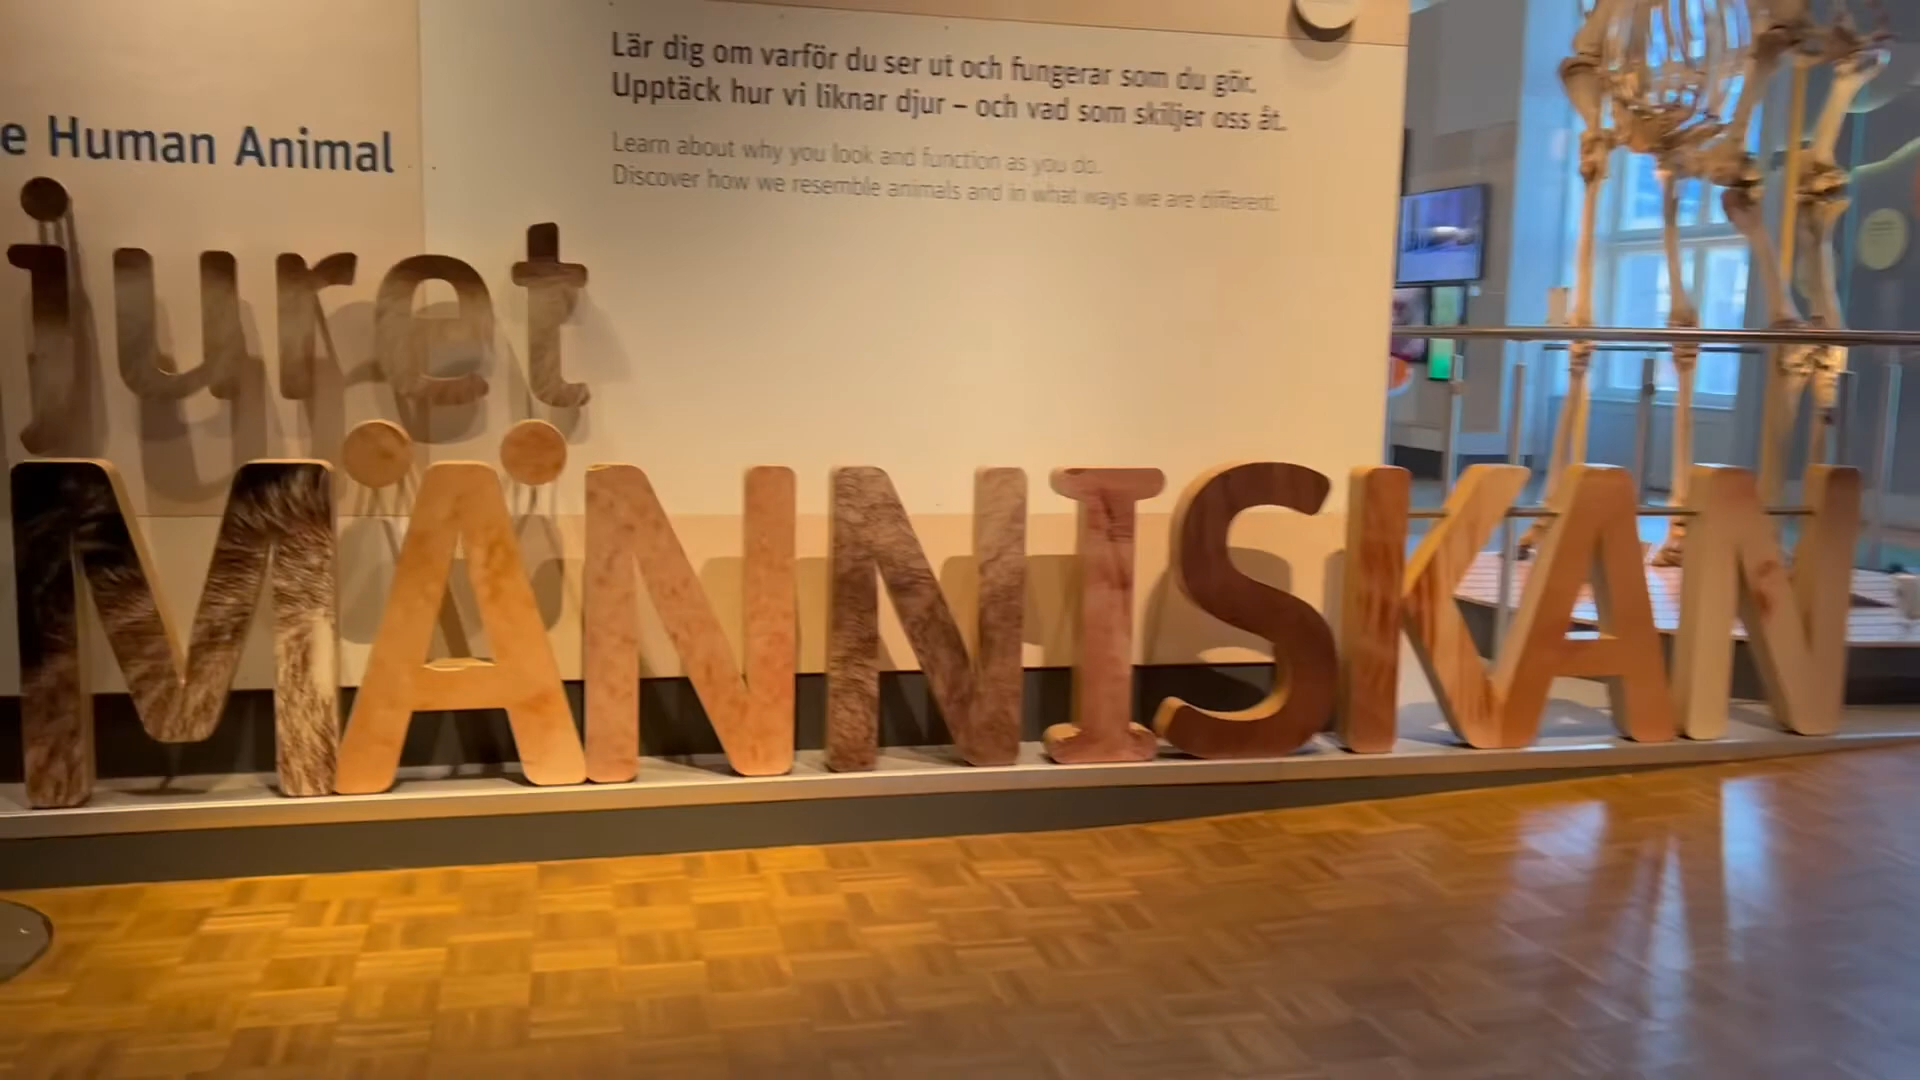 e Human Animal
Lär dig om varför du ser ut och fungerar som du gör.
Upptäck hur vi liknar djur – och vad som skiljer oss åt.
Learn about why you look and function as you do.
Discover how we resemble animals and in what ways we are different.
juret
MÄNNISKAN